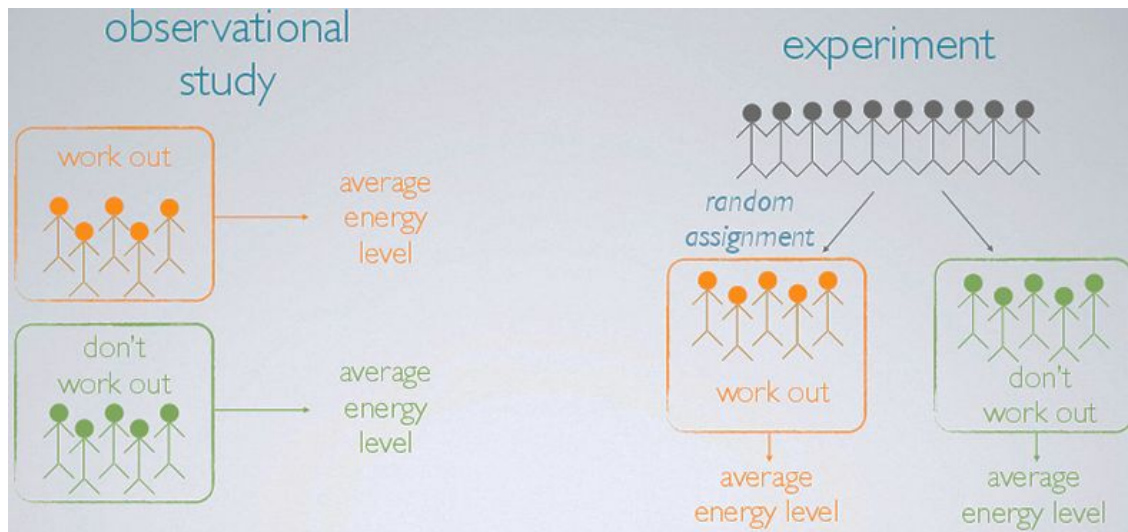 observational
study
work out
average
energy
level
don't
work out
average
energy
level
experiment
random
assignment
work out
don't
work out
average
energy level
average
energy level